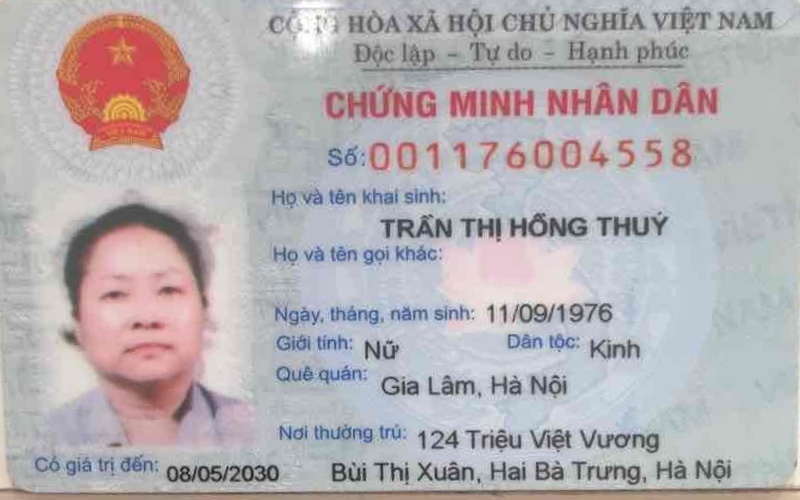 CỘNG HÒA XÃ HỘI CHỦ NGHĨA VIỆT NAM
Độc lập - Tự do - Hạnh phúc
CHỨNG MINH NHÂN DÂN
Số: 001176004558
Họ và tên khai sinh:
TRẦN THỊ HỒNG THUÝ
Họ và tên gọi khác:
Ngày, tháng, năm sinh: 11/09/1976
Giới tính: Nữ Dân tộc: Kinh
Quê quán: Gia Lâm, Hà Nội
Nơi thường trú: 124 Triệu Việt Vương
Bùi Thị Xuân, Hai Bà Trưng, Hà Nội
Có giá trị đến: 08/05/2030